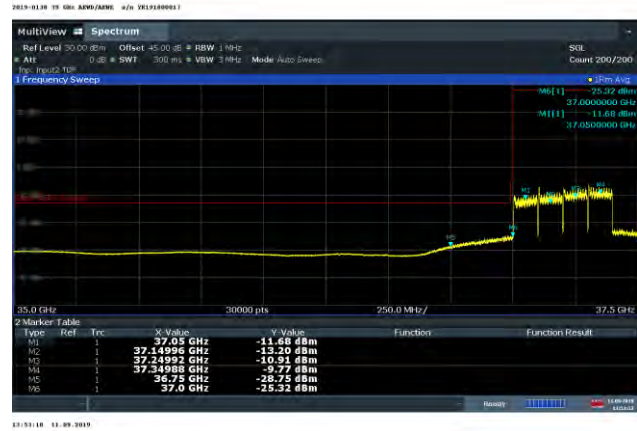 2019-0130 39 GHz AEWD/AEWE s/n YK191800017
MultiView Spectrum
Ref Level 30.00 dBm Offset 45.00 dB RBW 1 MHz SGL
Att 0 dB SWT 300 ms VBW 3 MHz Mode Auto Sweep Count 200/200
Inp: Input2 TDF
1 Frequency Sweep 1Rm Avg
M6[1] -25.32 dBm
37.0000000 GHz
M1[1] -11.68 dBm
37.0500000 GHz
M1 M4
M5 M6
35.0 GHz 30000 pts 250.0 MHz/ 37.5 GHz
2 Marker Table
Type Ref Trc X-Value Y-Value Function Function Result
M1 1 37.05 GHz -11.68 dBm
M2 1 37.14996 GHz -13.20 dBm
M3 1 37.24992 GHz -10.91 dBm
M4 1 37.34988 GHz -9.77 dBm
M5 1 36.75 GHz -28.75 dBm
M6 1 37.0 GHz -25.32 dBm
Ready 11.09.2019
13:53:18 11.09.2019